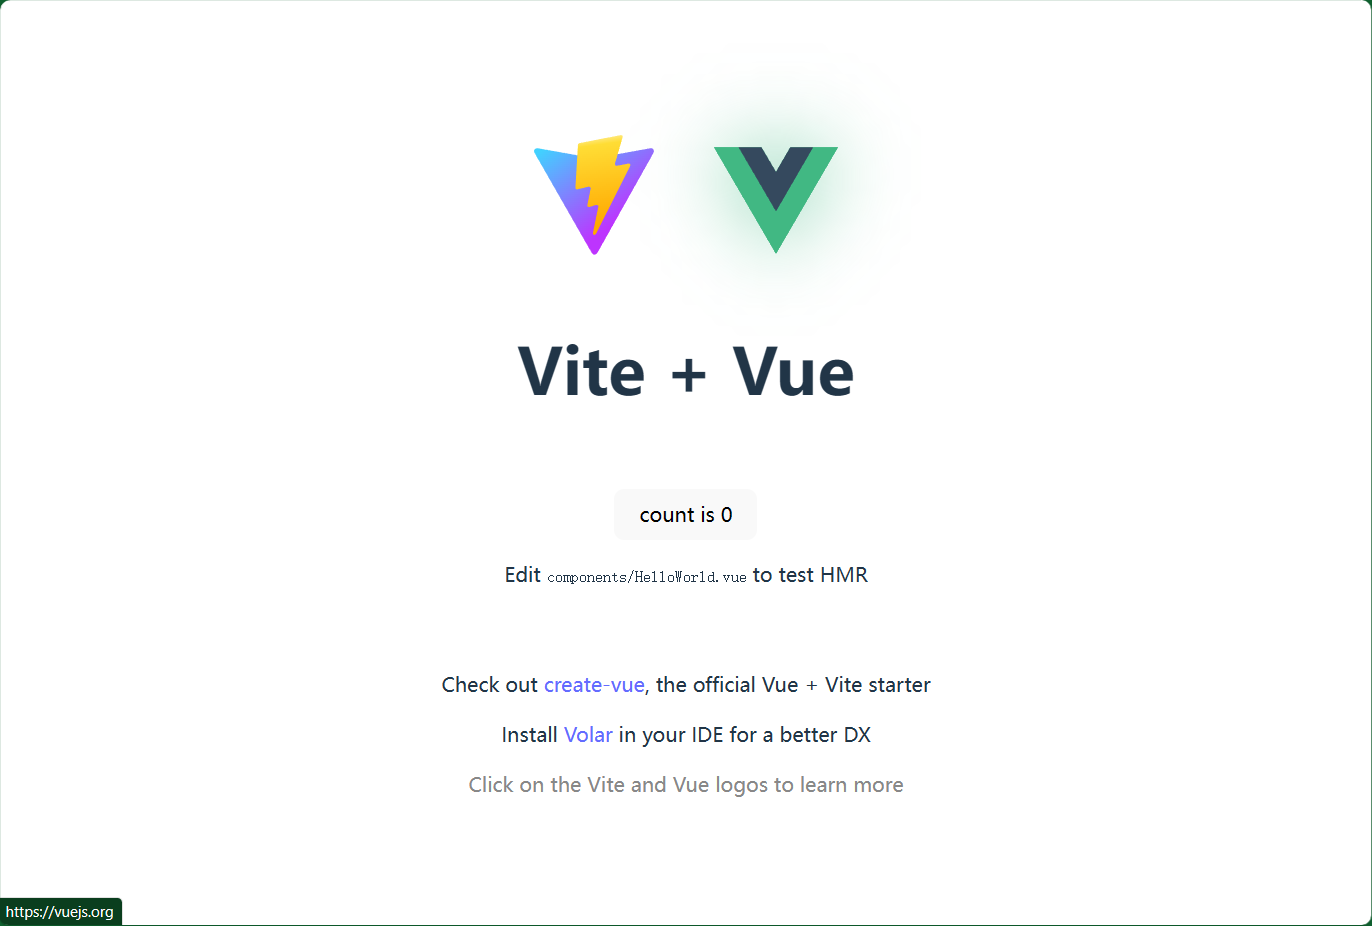 Vite + Vue
count is 0
Edit components/HelloWorld.vue to test HMR
Check out create-vue, the official Vue + Vite starter
Install Volar in your IDE for a better DX
Click on the Vite and Vue logos to learn more
https://vuejs.org